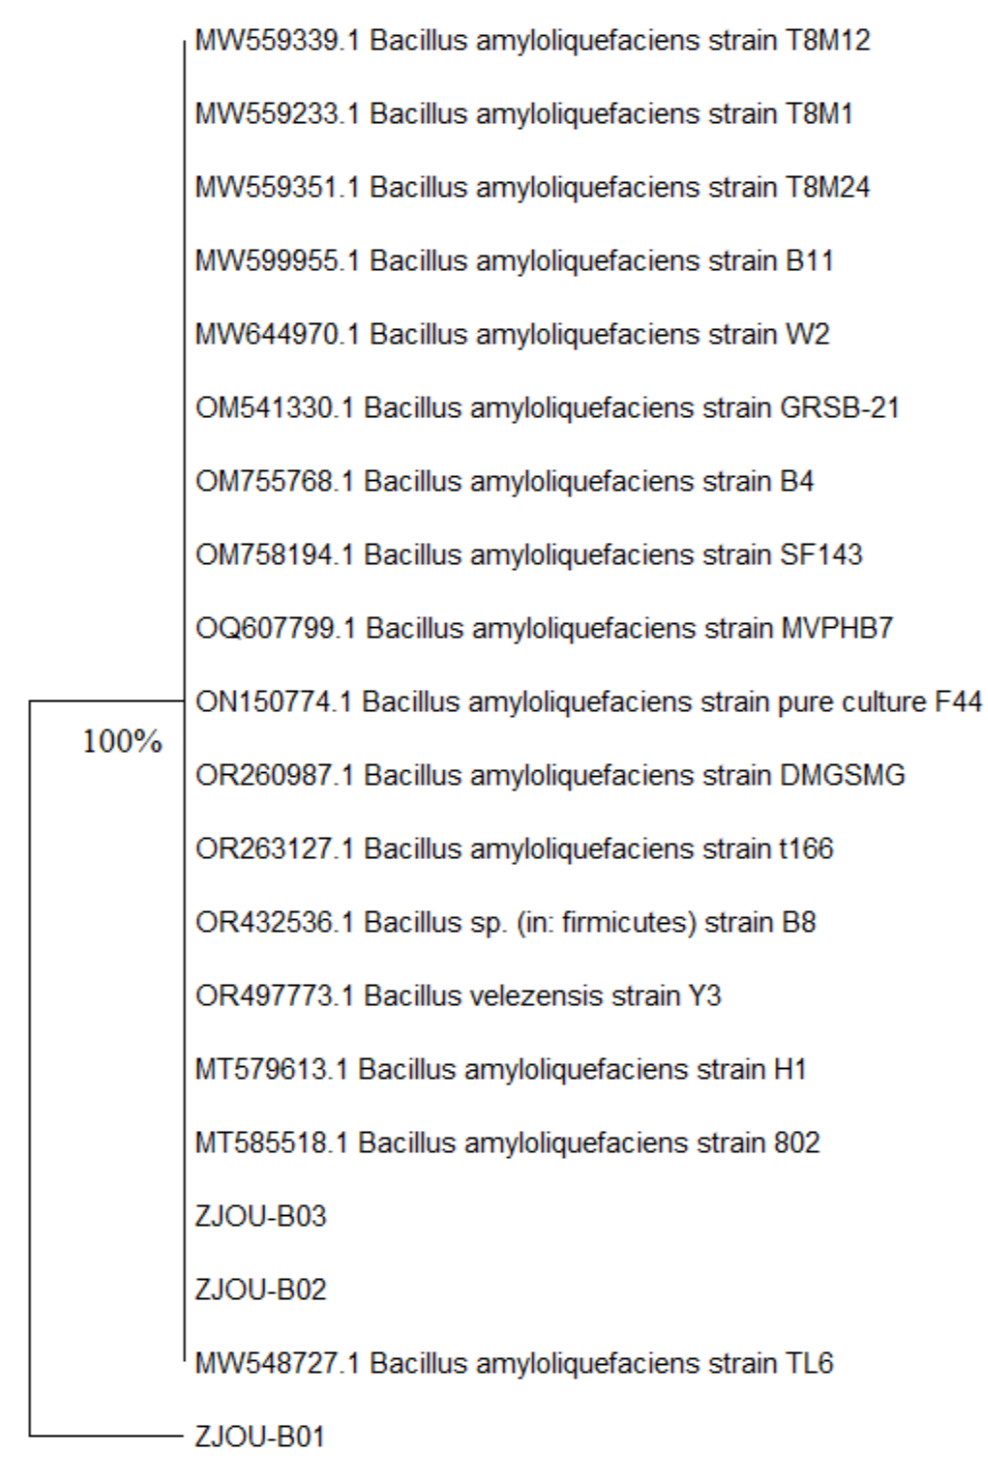 MW559339.1 Bacillus amyloliquefaciens strain T8M12
MW559233.1 Bacillus amyloliquefaciens strain T8M1
MW559351.1 Bacillus amyloliquefaciens strain T8M24
MW599955.1 Bacillus amyloliquefaciens strain B11
MW644970.1 Bacillus amyloliquefaciens strain W2
OM541330.1 Bacillus amyloliquefaciens strain GRSB-21
OM755768.1 Bacillus amyloliquefaciens strain B4
OM758194.1 Bacillus amyloliquefaciens strain SF143
OQ607799.1 Bacillus amyloliquefaciens strain MVPHB7
ON150774.1 Bacillus amyloliquefaciens strain pure culture F44
100%
OR260987.1 Bacillus amyloliquefaciens strain DMGSMG
OR263127.1 Bacillus amyloliquefaciens strain t166
OR432536.1 Bacillus sp. (in: firmicutes) strain B8
OR497773.1 Bacillus velezensis strain Y3
MT579613.1 Bacillus amyloliquefaciens strain H1
MT585518.1 Bacillus amyloliquefaciens strain 802
ZJOU-B03
ZJOU-B02
MW548727.1 Bacillus amyloliquefaciens strain TL6
ZJOU-B01